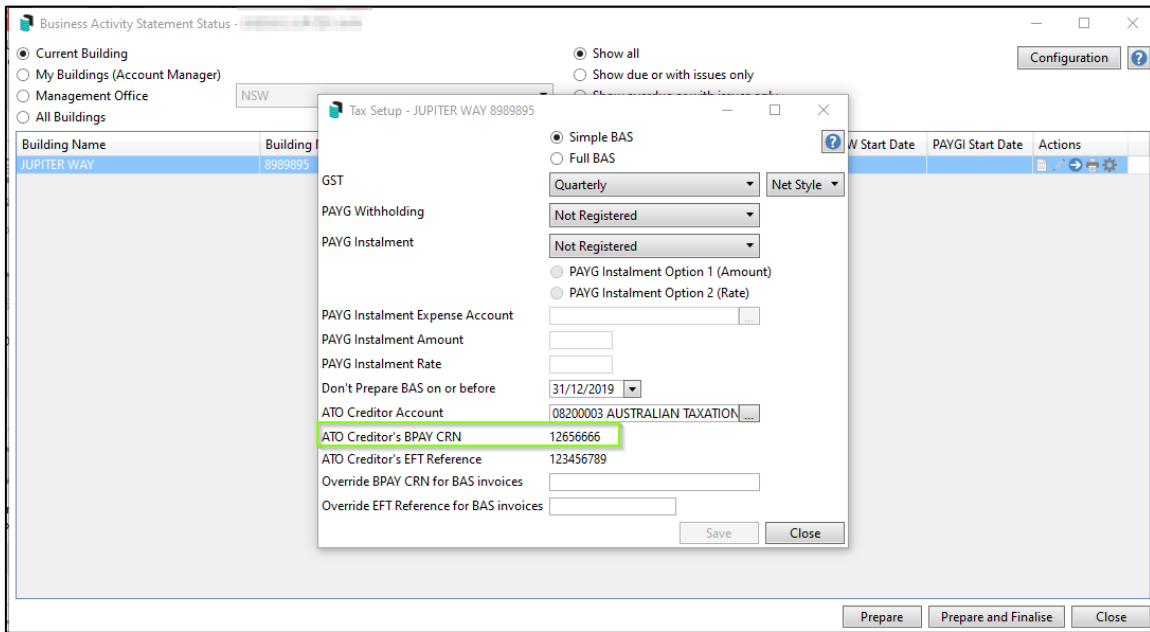 Business Activity Statement Status -
Current Building
My Buildings (Account Manager)
Management Office
NSW
All Buildings
Show all
Show due or with issues only
Configuration
Building Name
Building
W Start Date
PAYGI Start Date
Actions
JUPITER WAY
8989895
Tax Setup - JUPITER WAY 8989895
Simple BAS
Full BAS
GST
Quarterly
Net Style
PAYG Withholding
Not Registered
PAYG Instalment
Not Registered
PAYG Instalment Option 1 (Amount)
PAYG Instalment Option 2 (Rate)
PAYG Instalment Expense Account
...
PAYG Instalment Amount
PAYG Instalment Rate
Don't Prepare BAS on or before
31/12/2019
ATO Creditor Account
08200003 AUSTRALIAN TAXATION
...
ATO Creditor's BPAY CRN
12656666
ATO Creditor's EFT Reference
123456789
Override BPAY CRN for BAS invoices
Override EFT Reference for BAS invoices
Save
Close
Prepare
Prepare and Finalise
Close